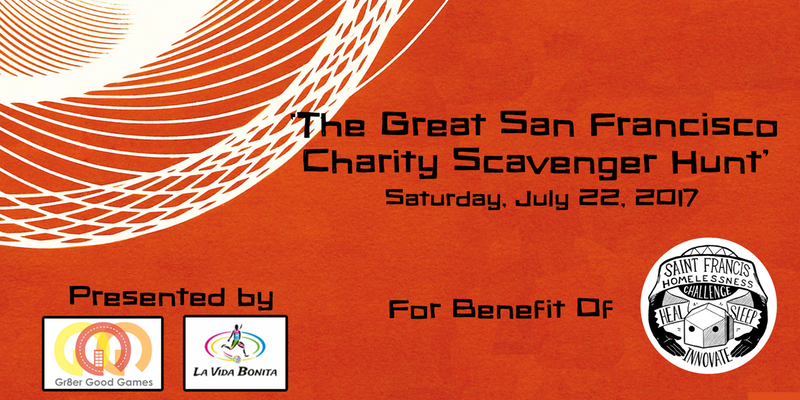 'The Great San Francisco
Charity Scavenger Hunt'
Saturday, July 22, 2017
Presented by
Gr8er Good Games
LA VIDA BONITA
For Benefit Of
SAINT FRANCIS
HOMELESSNESS
CHALLENGE
HEAL SLEEP
INNOVATE